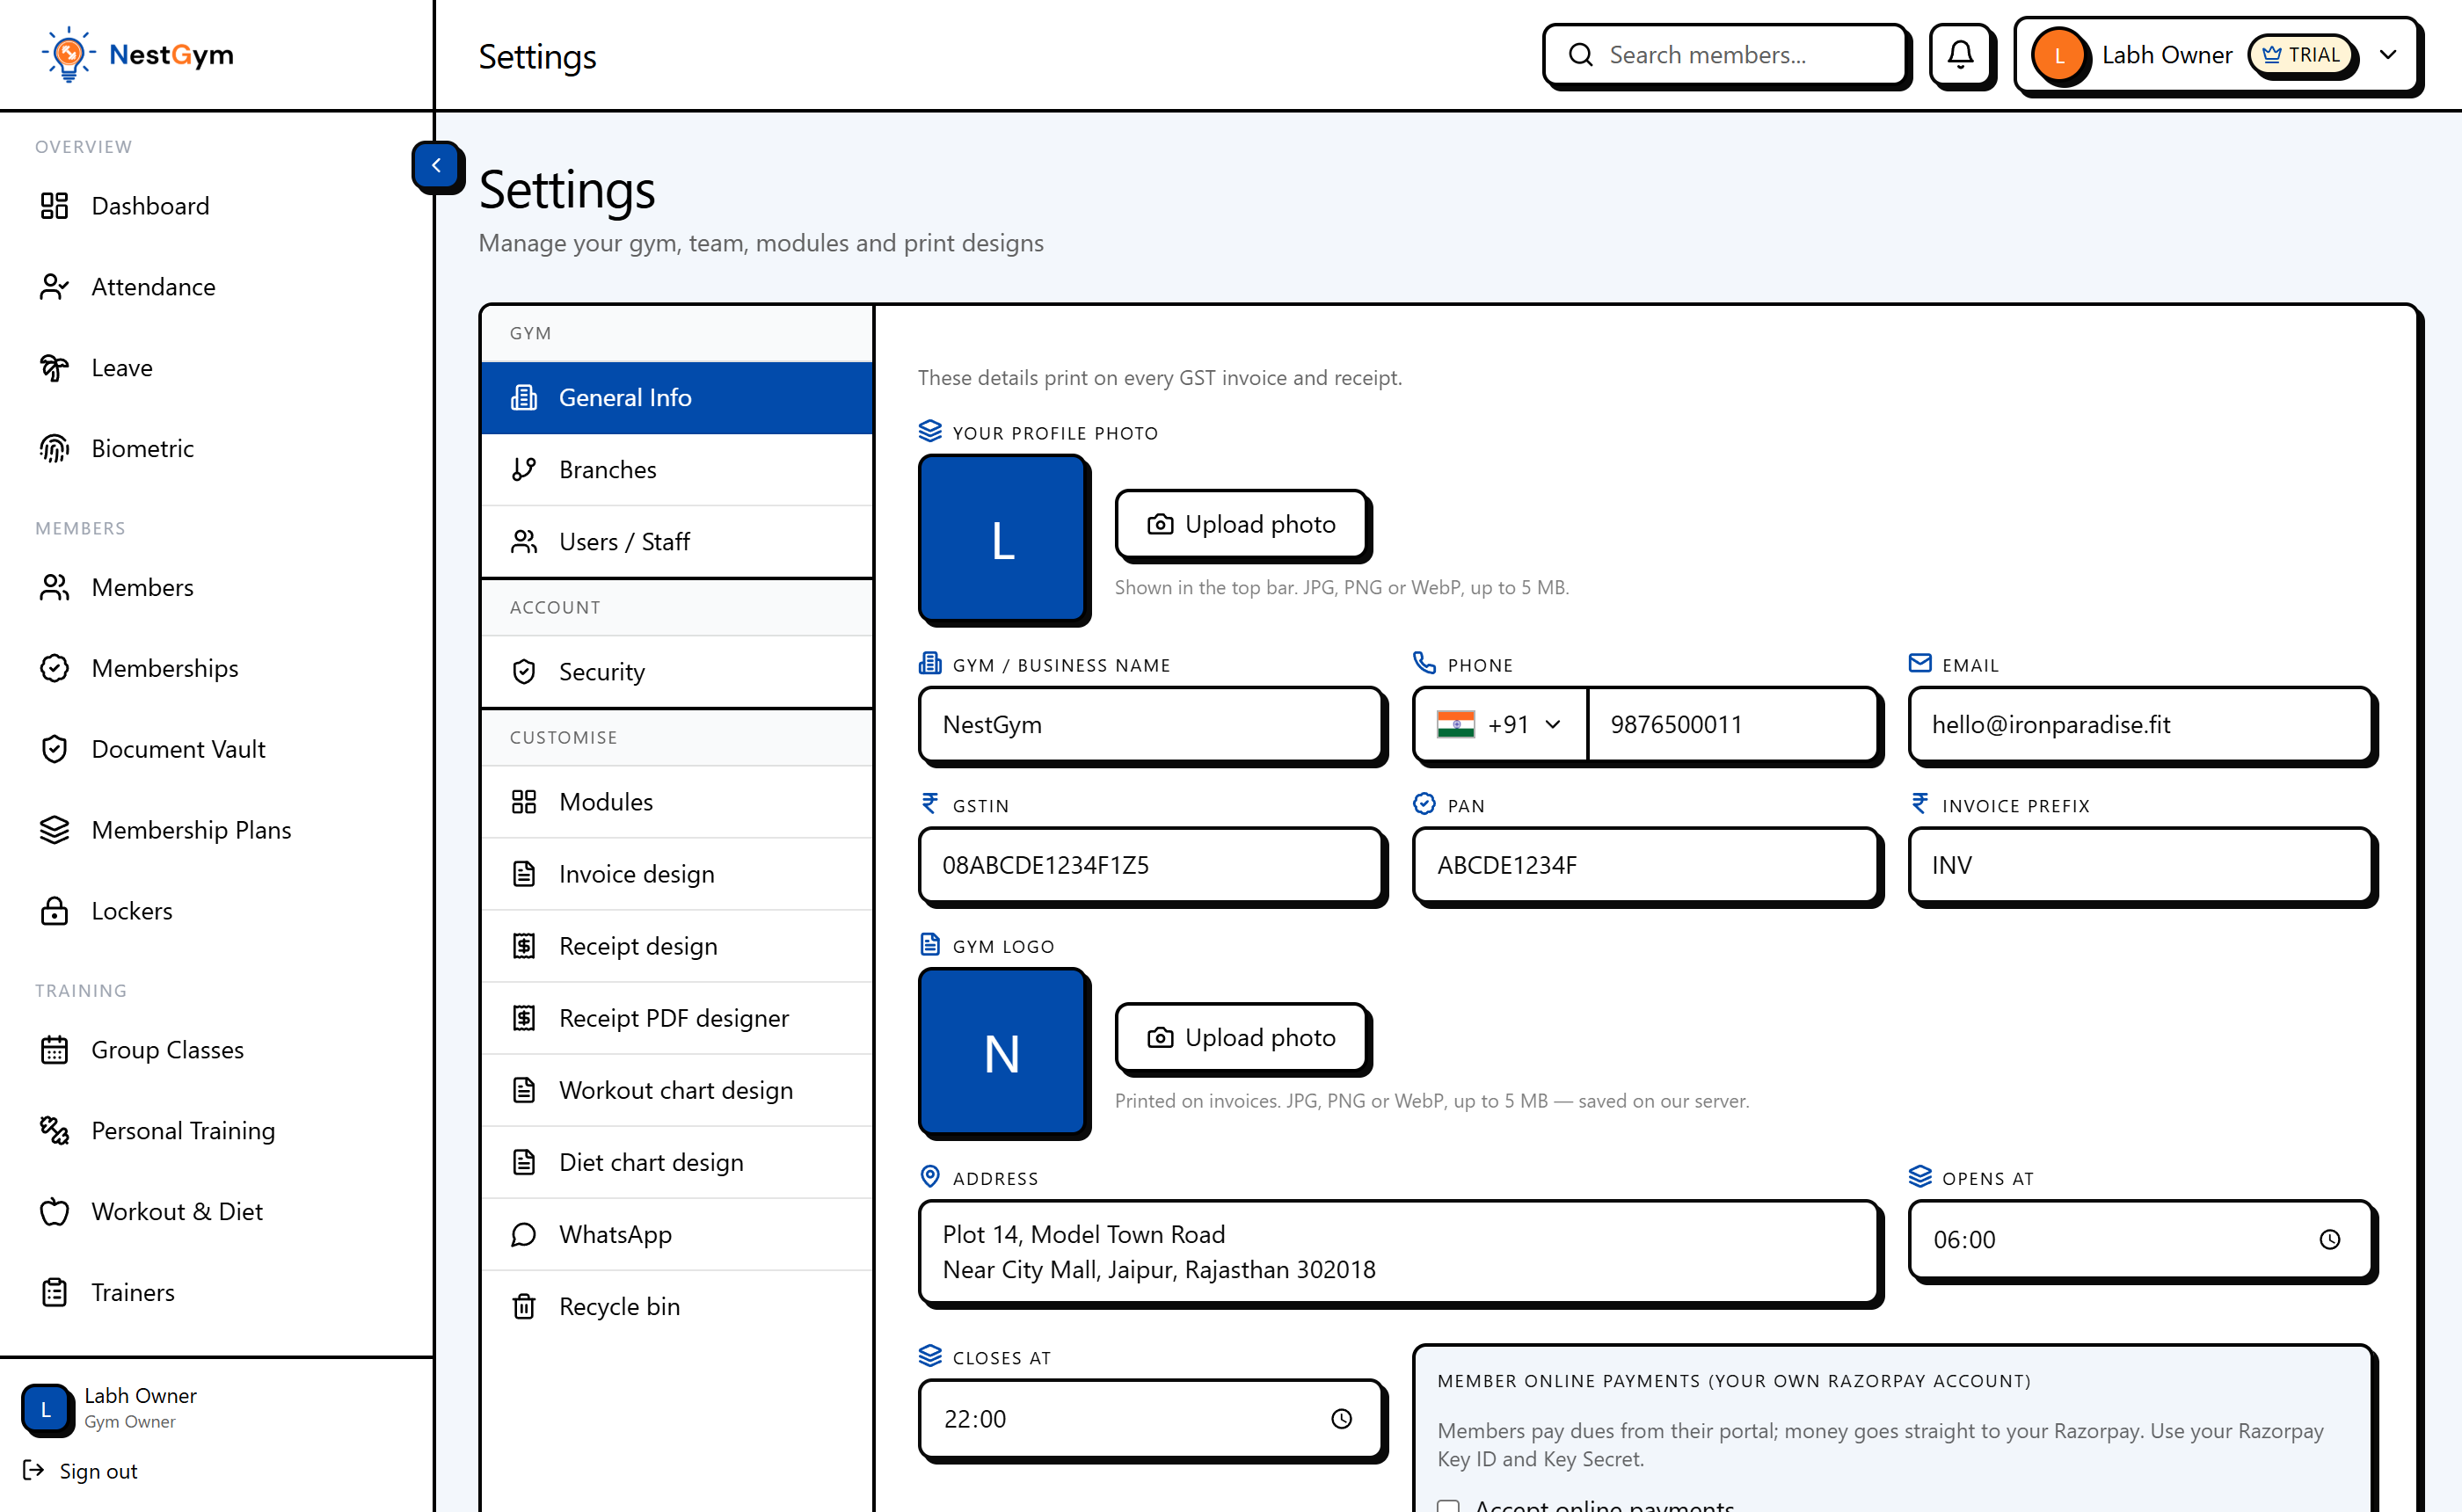 NestGym
Settings
Search members...
L
Labh Owner
TRIAL
OVERVIEW
Dashboard
Attendance
Leave
Biometric
MEMBERS
Members
Memberships
Document Vault
Membership Plans
Lockers
TRAINING
Group Classes
Personal Training
Workout & Diet
Trainers
L
Labh Owner
Gym Owner
Sign out
Settings
Manage your gym, team, modules and print designs
GYM
General Info
Branches
Users / Staff
ACCOUNT
Security
CUSTOMISE
Modules
Invoice design
Receipt design
Receipt PDF designer
Workout chart design
Diet chart design
WhatsApp
Recycle bin
These details print on every GST invoice and receipt.
YOUR PROFILE PHOTO
L
Upload photo
Shown in the top bar. JPG, PNG or WebP, up to 5 MB.
GYM / BUSINESS NAME
NestGym
PHONE
+91
9876500011
EMAIL
hello@ironparadise.fit
GSTIN
08ABCDE1234F1Z5
PAN
ABCDE1234F
INVOICE PREFIX
INV
GYM LOGO
N
Upload photo
Printed on invoices. JPG, PNG or WebP, up to 5 MB — saved on our server.
ADDRESS
Plot 14, Model Town Road
Near City Mall, Jaipur, Rajasthan 302018
OPENS AT
06:00
CLOSES AT
22:00
MEMBER ONLINE PAYMENTS (YOUR OWN RAZORPAY ACCOUNT)
Members pay dues from their portal; money goes straight to your Razorpay. Use your Razorpay
Key ID and Key Secret.
Accept online payments